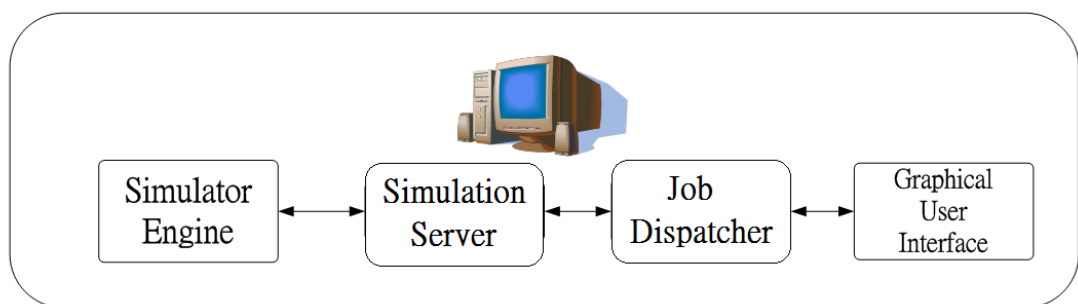 Simulator
Engine
Simulation
Server
Job
Dispatcher
Graphical
User
Interface